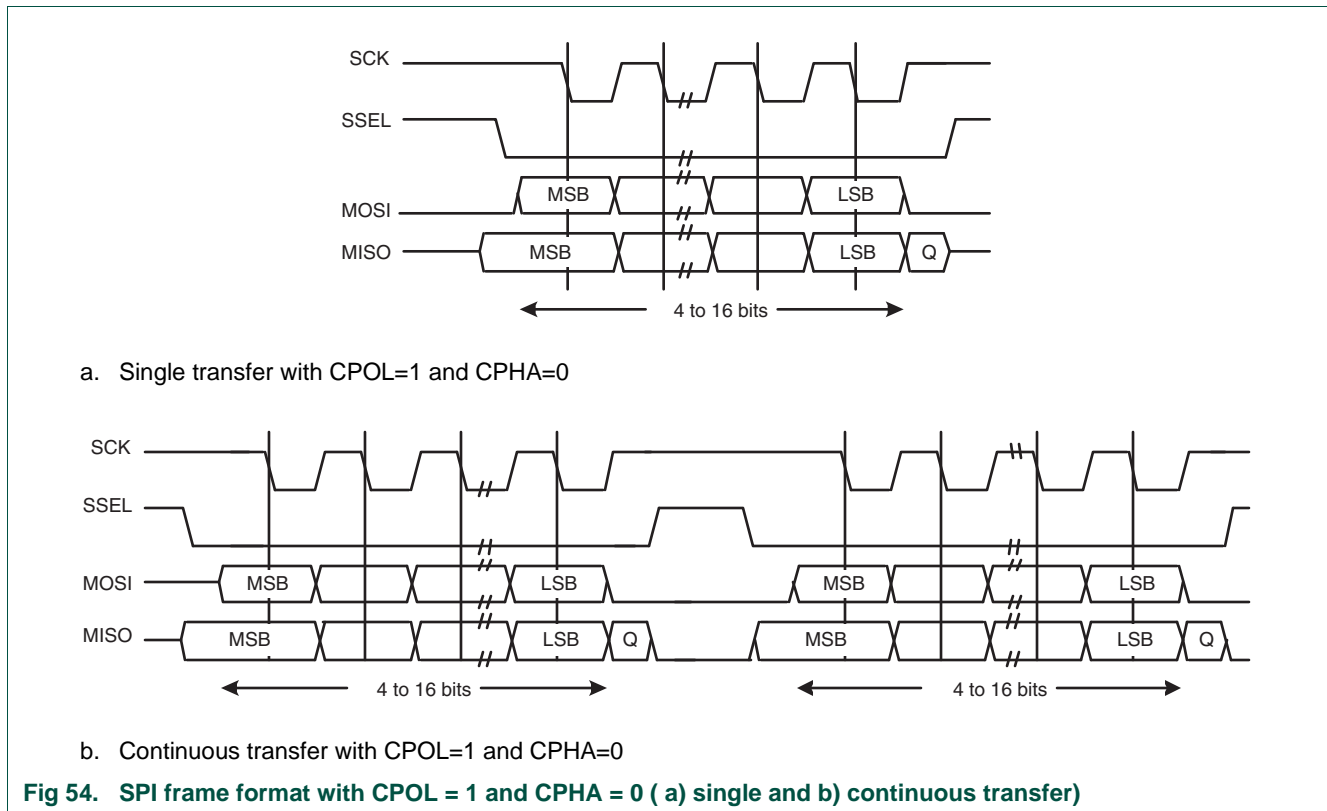 SCK
SSEL
MOSI
MSB
LSB
MISO
MSB
LSB
Q
4 to 16 bits
a. Single transfer with CPOL=1 and CPHA=0
SCK
SSEL
MOSI
MSB
LSB
MSB
LSB
MISO
MSB
LSB
Q
MSB
LSB
Q
4 to 16 bits
4 to 16 bits
b. Continuous transfer with CPOL=1 and CPHA=0
Fig 54. SPI frame format with CPOL = 1 and CPHA = 0 ( a) single and b) continuous transfer)